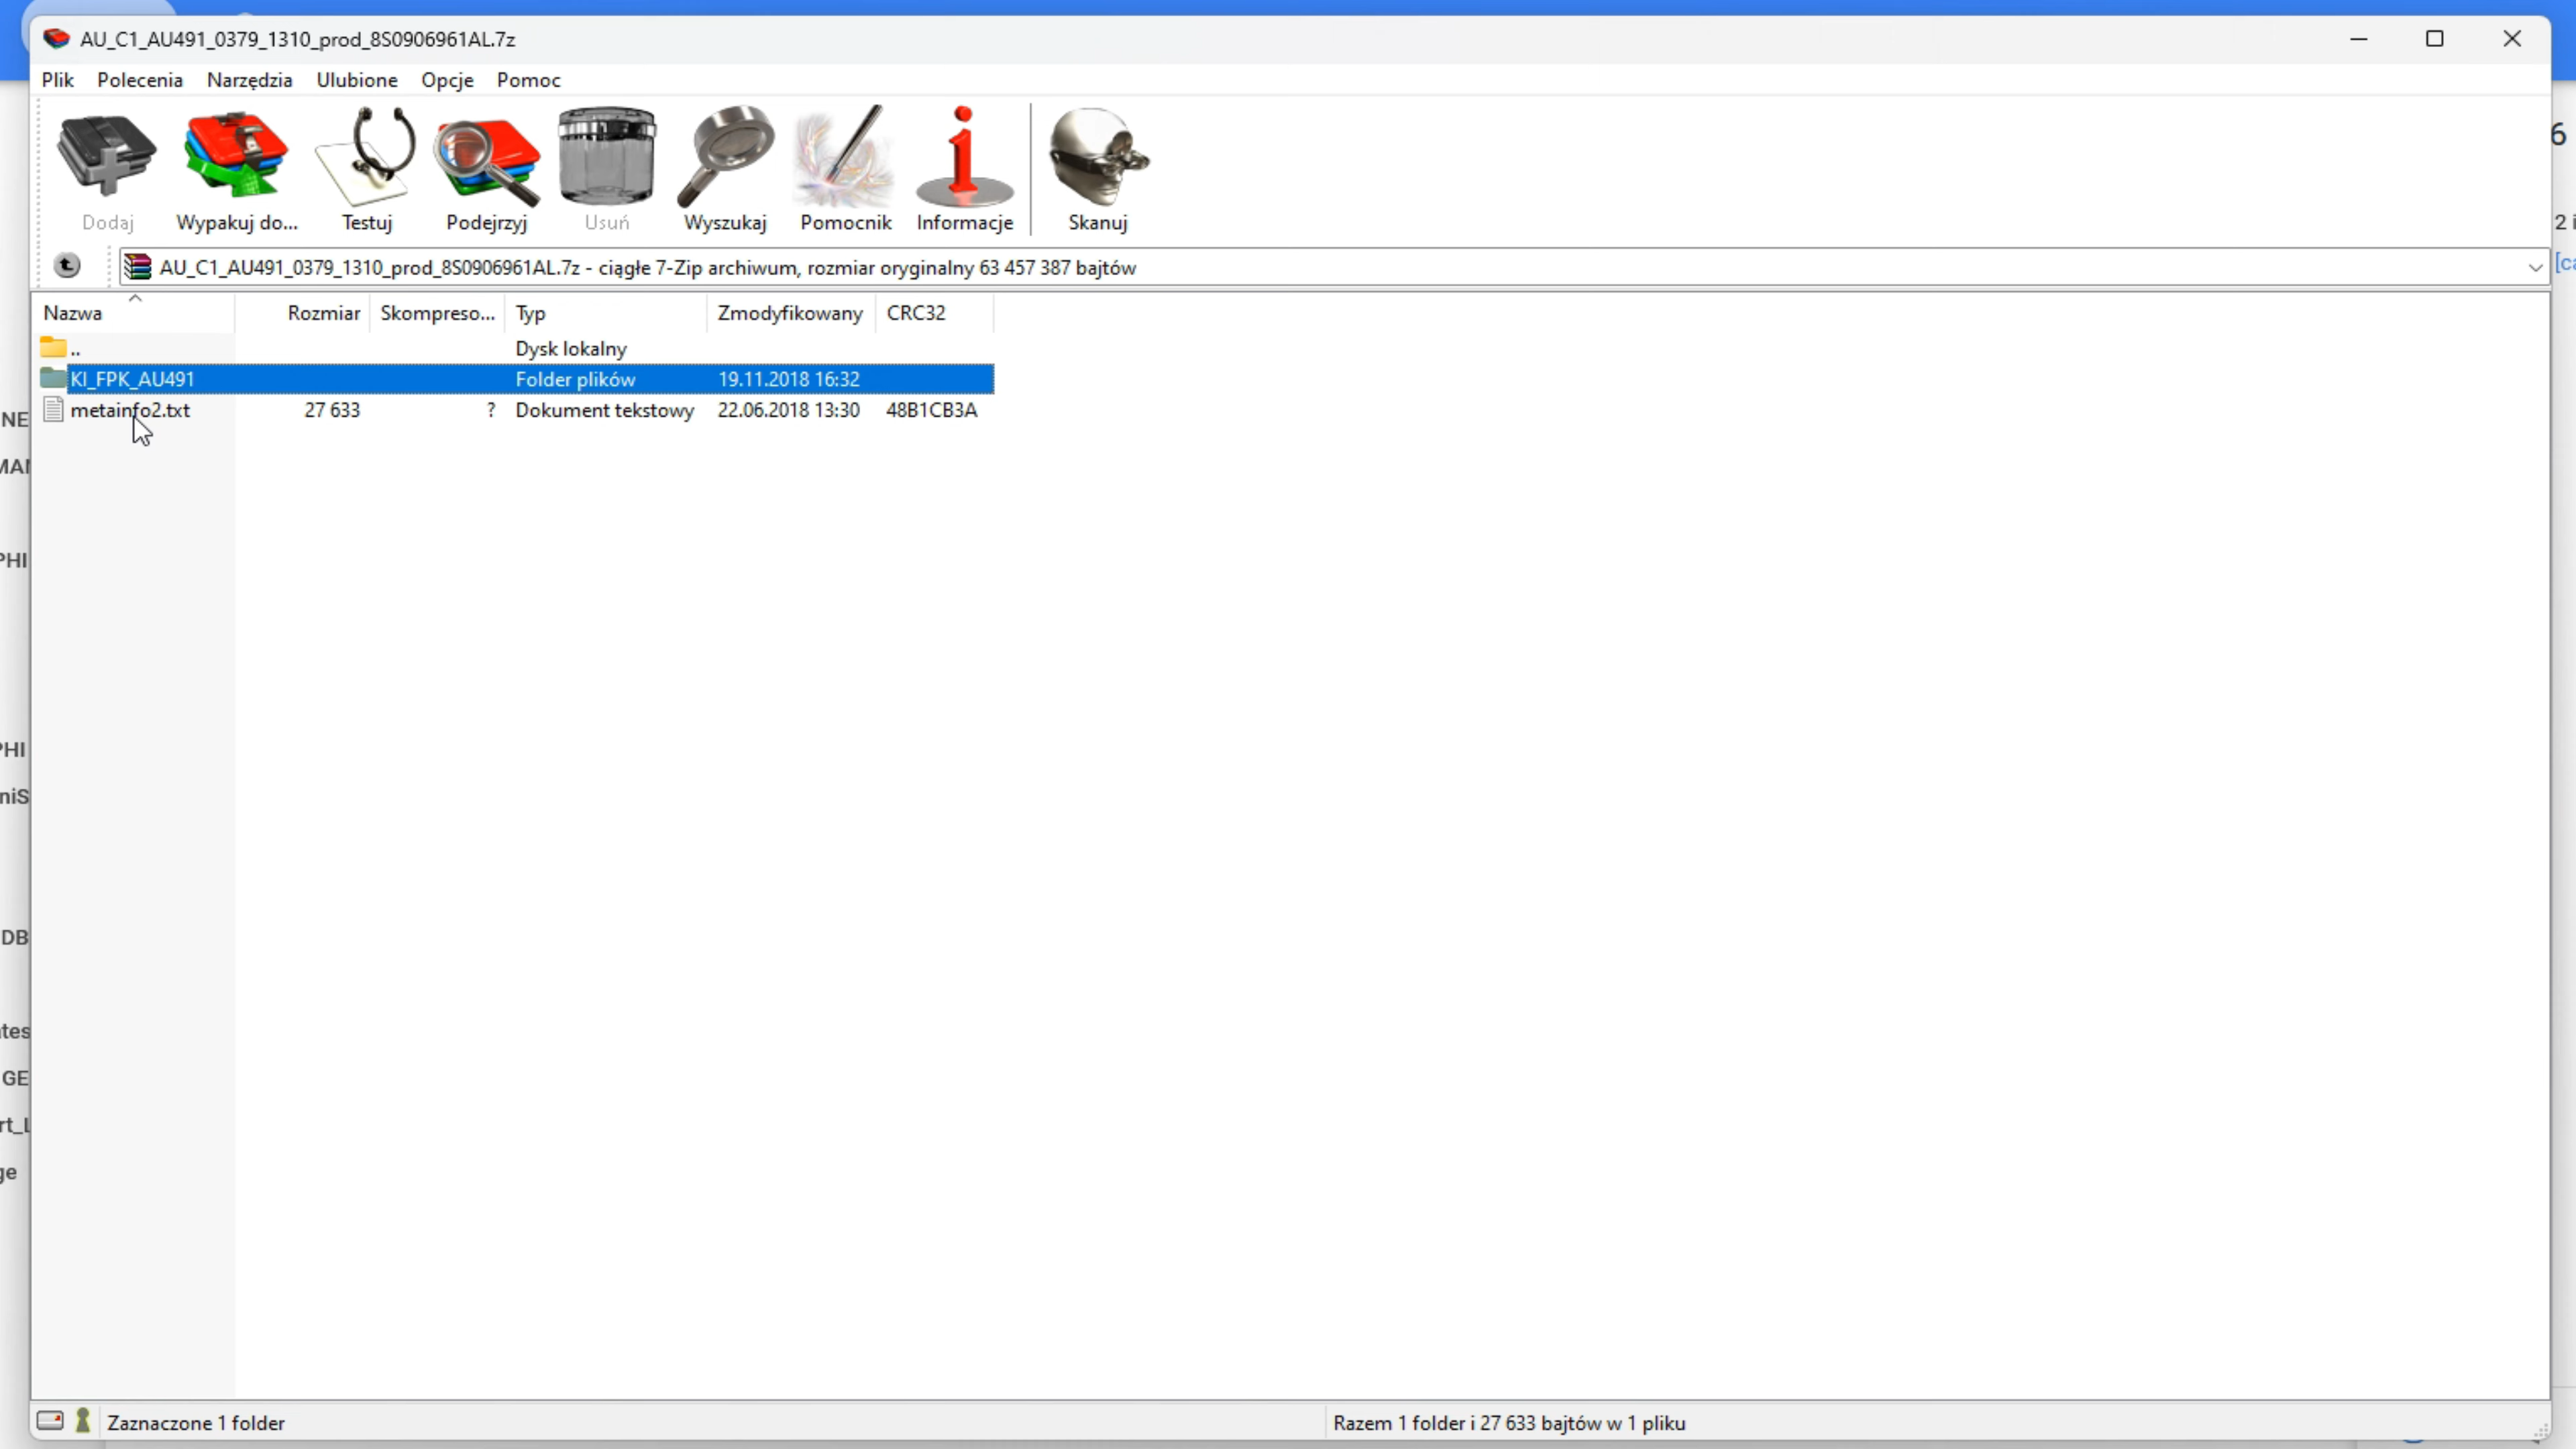 AU_C1_AU491_0379_1310_prod_8S0906961AL.7z
Plik Polecenia Narzędzia Ulubione Opcje Pomoc
Dodaj Wypakuj do... Testuj Podejrzyj Usuń Wyszukaj Pomocnik Informacje Skanuj
AU_C1_AU491_0379_1310_prod_8S0906961AL.7z - ciągłe 7-Zip archiwum, rozmiar oryginalny 63 457 387 bajtów
Nazwa Rozmiar Skompreso... Typ Zmodyfikowany CRC32
.. Dysk lokalny
KI_FPK_AU491 Folder plików 19.11.2018 16:32
metainfo2.txt 27 633 ? Dokument tekstowy 22.06.2018 13:30 48B1CB3A
Zaznaczone 1 folder
Razem 1 folder i 27 633 bajtów w 1 pliku